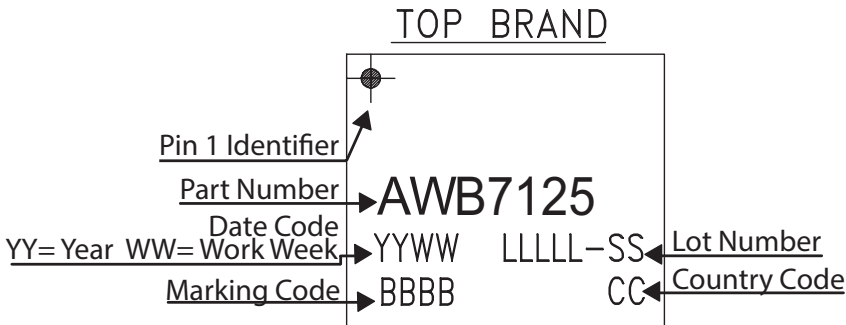 TOP BRAND
Pin 1 Identifier
Part Number
AWB7125
Date Code
YY= Year WW= Work Week
YYWW LLLLL-SS
Lot Number
Marking Code
BBBB CC
Country Code